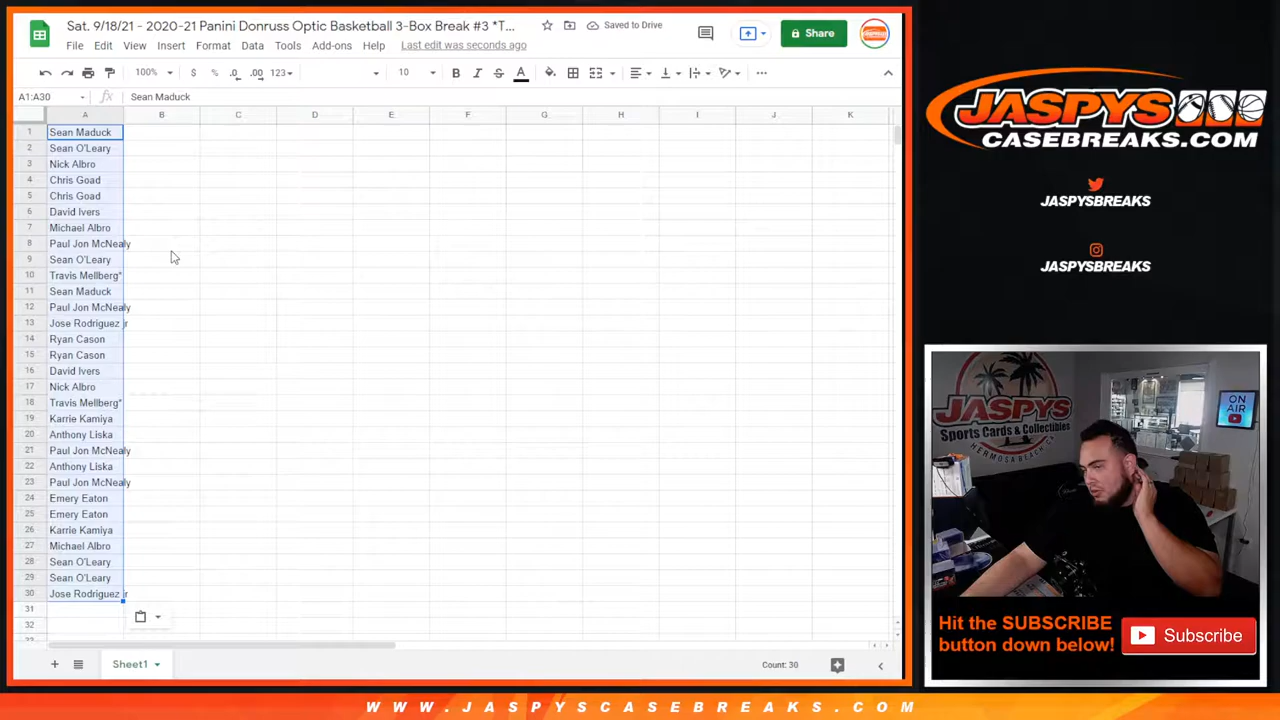 Sat. 9/18/21 - 2020-21 Panini Donruss Optic Basketball 3-Box Break #3 *T...
Saved to Drive
Share
File Edit View Insert Format Data Tools Add-ons Help Last edit was seconds ago
100% $ % .0 .00 123 10 B I S A
A1:A30 fx Sean Maduck
A B C D E F G H I J K
1 Sean Maduck
2 Sean O'Leary
3 Nick Albro
4 Chris Goad
5 Chris Goad
6 David Ivers
7 Michael Albro
8 Paul Jon McNealy
9 Sean O'Leary
10 Travis Mellberg*
11 Sean Maduck
12 Paul Jon McNealy
13 Jose Rodriguez jr
14 Ryan Cason
15 Ryan Cason
16 David Ivers
17 Nick Albro
18 Travis Mellberg*
19 Karrie Kamiya
20 Anthony Liska
21 Paul Jon McNealy
22 Anthony Liska
23 Paul Jon McNealy
24 Emery Eaton
25 Emery Eaton
26 Karrie Kamiya
27 Michael Albro
28 Sean O'Leary
29 Sean O'Leary
30 Jose Rodriguez jr
31
32
Sheet1
Count: 30
JASPYS
CASEBREAKS.COM
JASPYSBREAKS
JASPYSBREAKS
JASPYS
Sports Cards & Collectibles
HERMOSA BEACH, CA
ON AIR
Hit the SUBSCRIBE
button down below!
Subscribe
WWW.JASPYSCASEBREAKS.COM